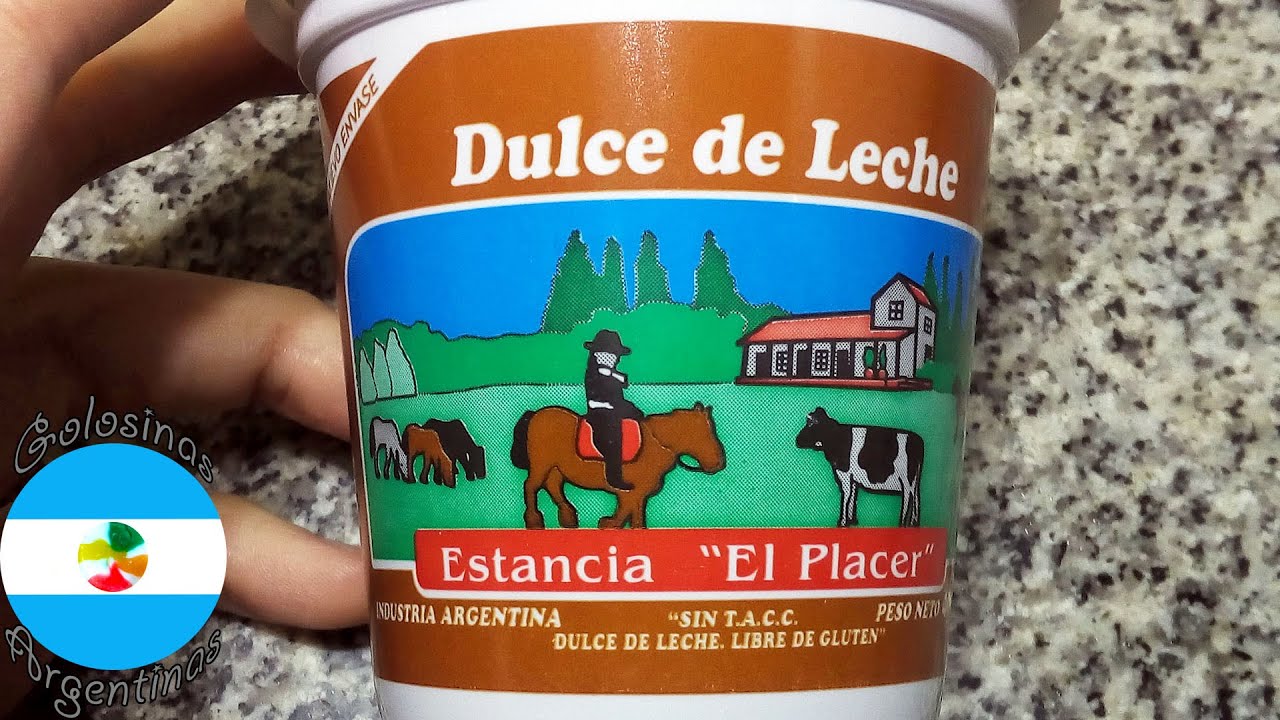 ENVASE
Dulce de Leche
Estancia "El Placer"
INDUSTRIA ARGENTINA
"SIN T.A.C.C.
PESO NETO
DULCE DE LECHE. LIBRE DE GLUTEN"
Golosinas
Argentinas